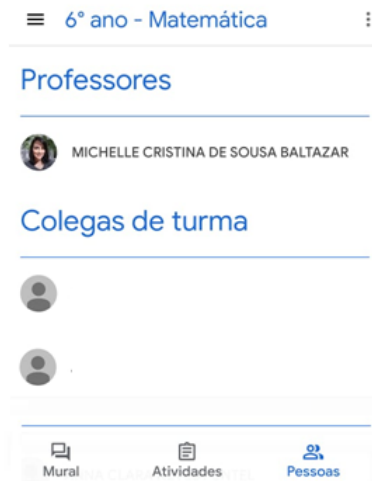 6° ano - Matemática
Professores
MICHELLE CRISTINA DE SOUSA BALTAZAR
Colegas de turma
Mural
Atividades
Pessoas